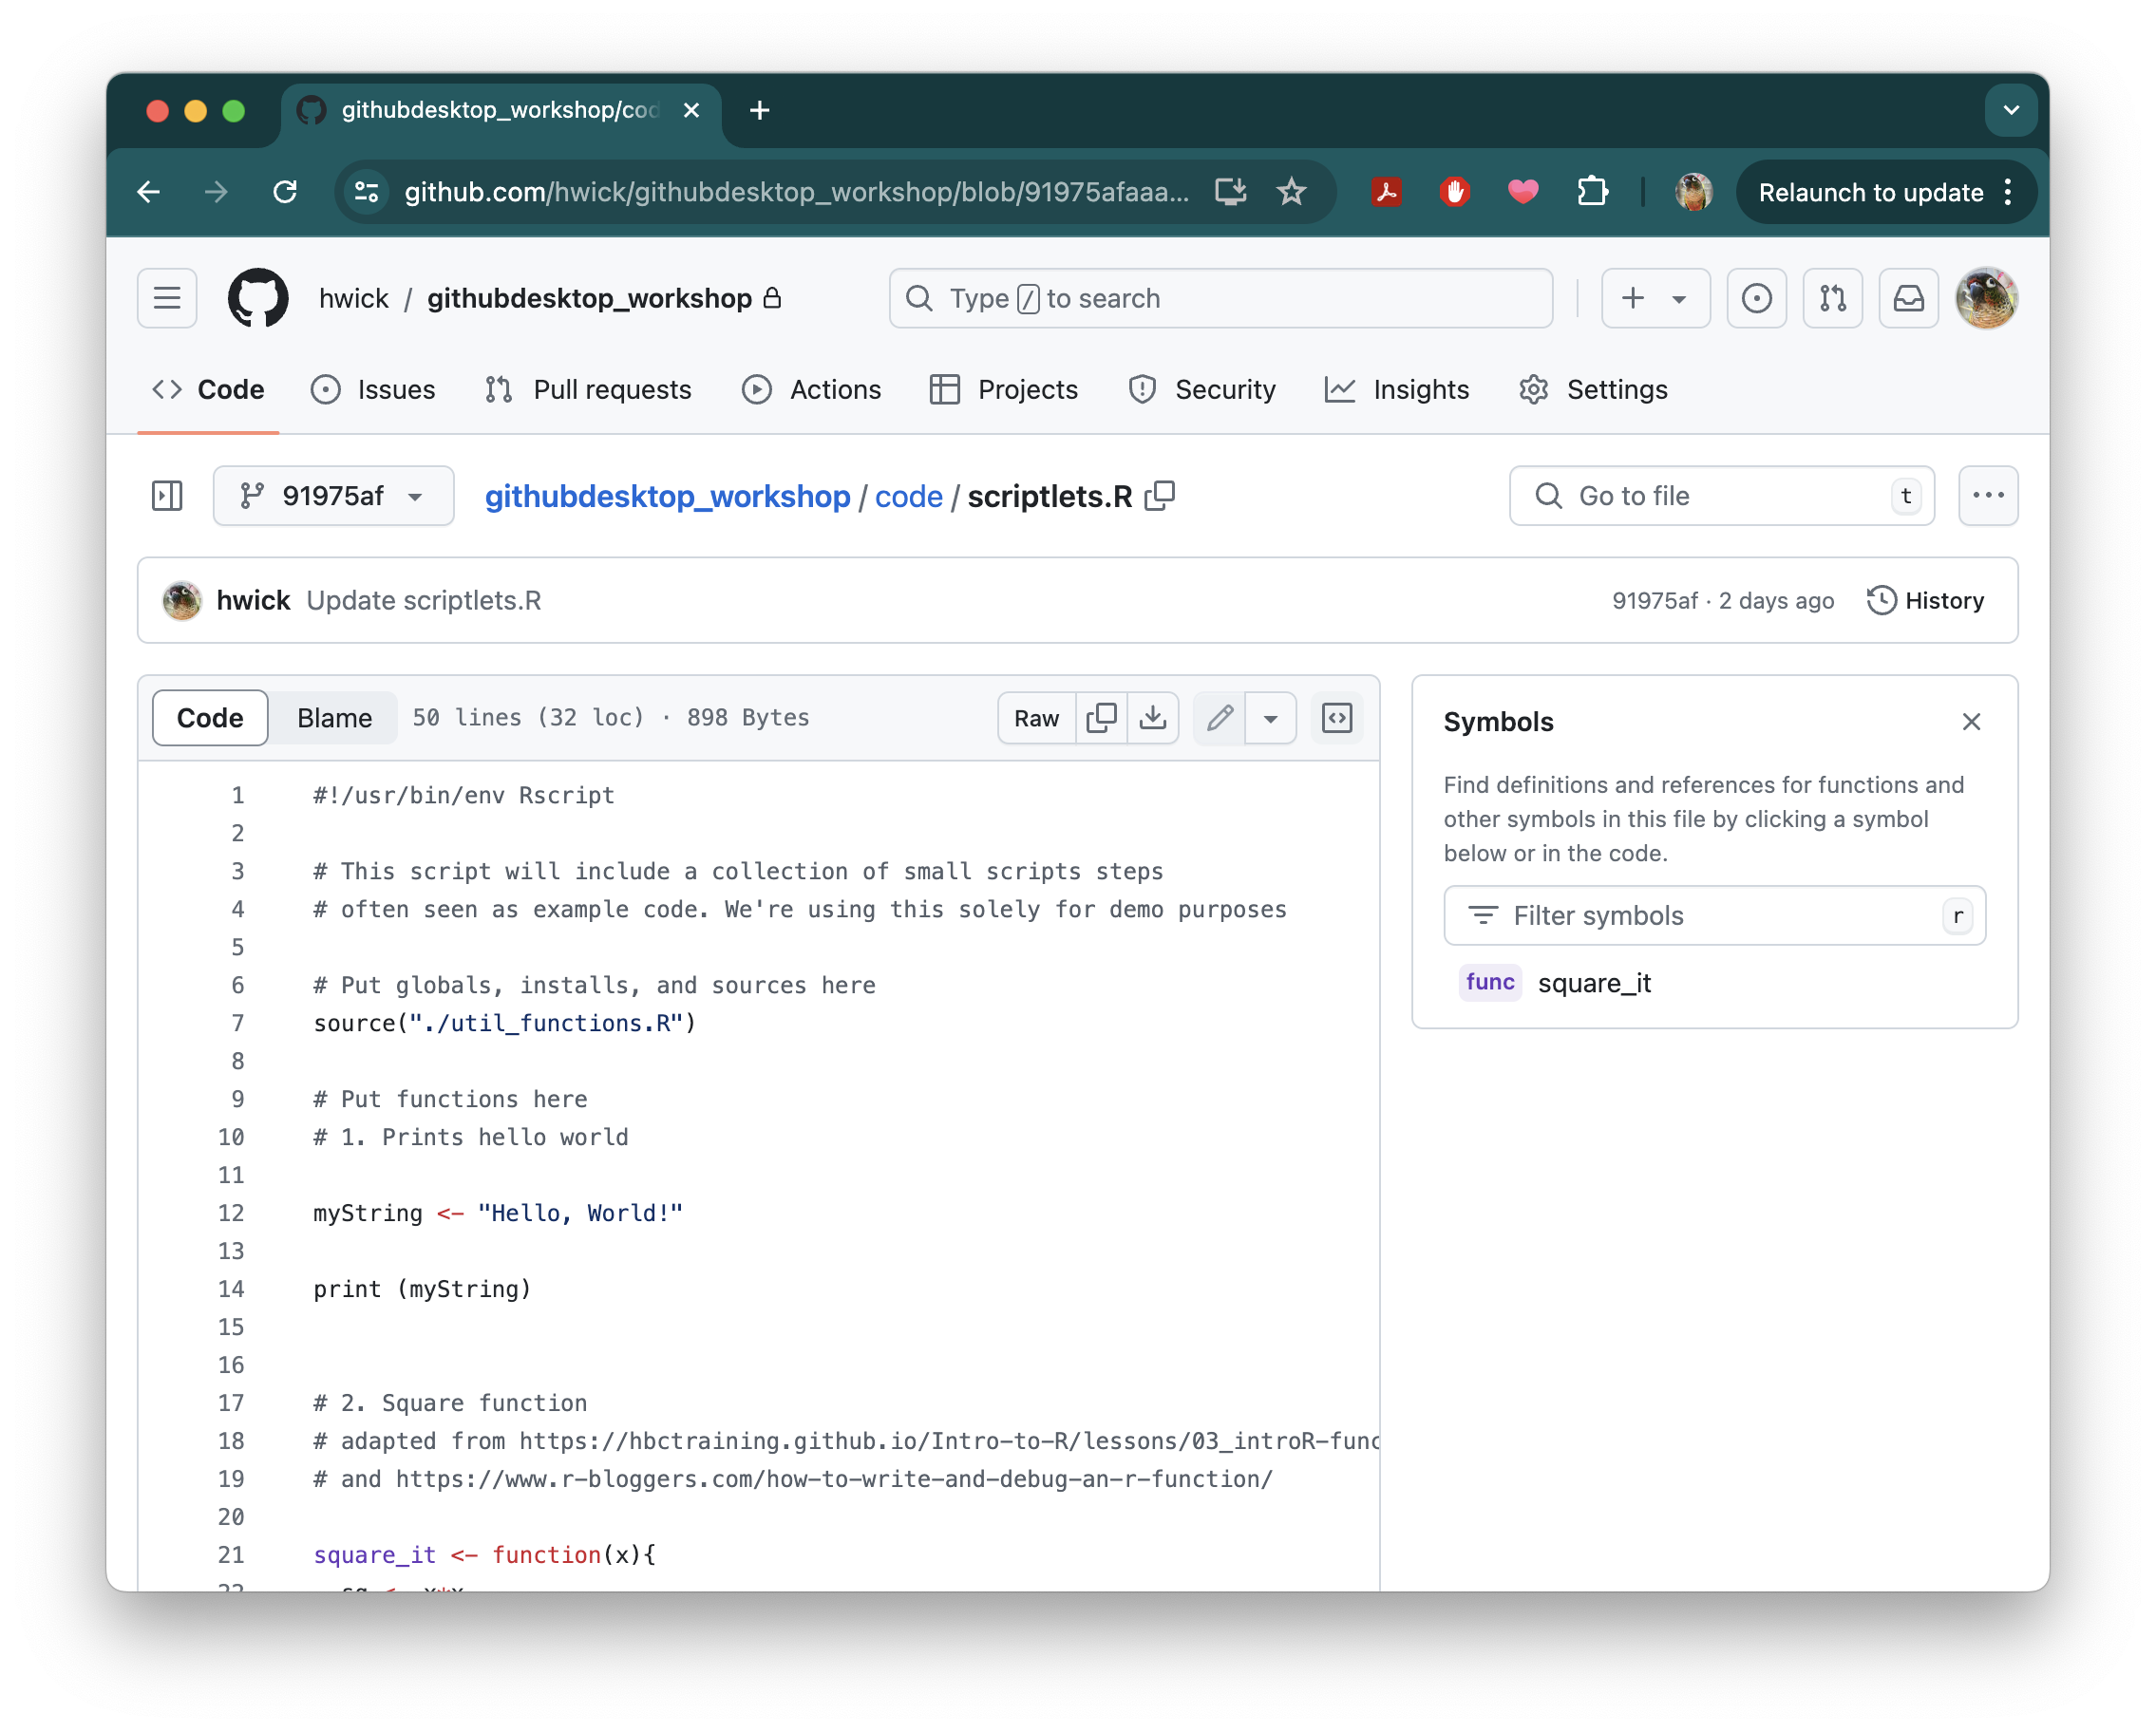 githubdesktop_workshop/cod
github.com/hwick/githubdesktop_workshop/blob/91975afaaa... Relaunch to update
hwick / githubdesktop_workshop Type / to search
Code Issues Pull requests Actions Projects Security Insights Settings
91975af githubdesktop_workshop / code / scriptlets.R Go to file t
hwick Update scriptlets.R 91975af · 2 days ago History
Code Blame 50 lines (32 loc) · 898 Bytes Raw
1 #!/usr/bin/env Rscript
2
3 # This script will include a collection of small scripts steps
4 # often seen as example code. We're using this solely for demo purposes
5
6 # Put globals, installs, and sources here
7 source("./util_functions.R")
8
9 # Put functions here
10 # 1. Prints hello world
11
12 myString <- "Hello, World!"
13
14 print (myString)
15
16
17 # 2. Square function
18 # adapted from https://hbctraining.github.io/Intro-to-R/lessons/03_introR-func
19 # and https://www.r-bloggers.com/how-to-write-and-debug-an-r-function/
20
21 square_it <- function(x){
Symbols
Find definitions and references for functions and
other symbols in this file by clicking a symbol
below or in the code.
Filter symbols r
func square_it